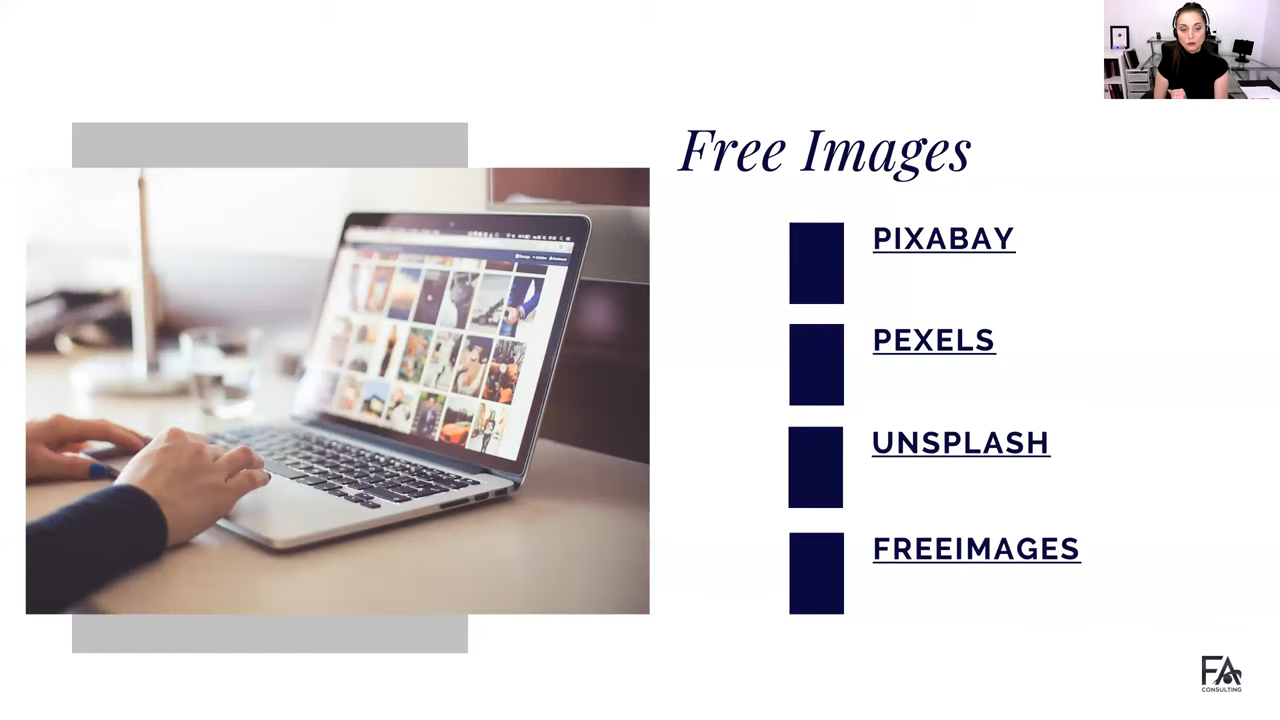 Free Images
PIXABAY
PEXELS
UNSPLASH
FREEIMAGES
FA
CONSULTING